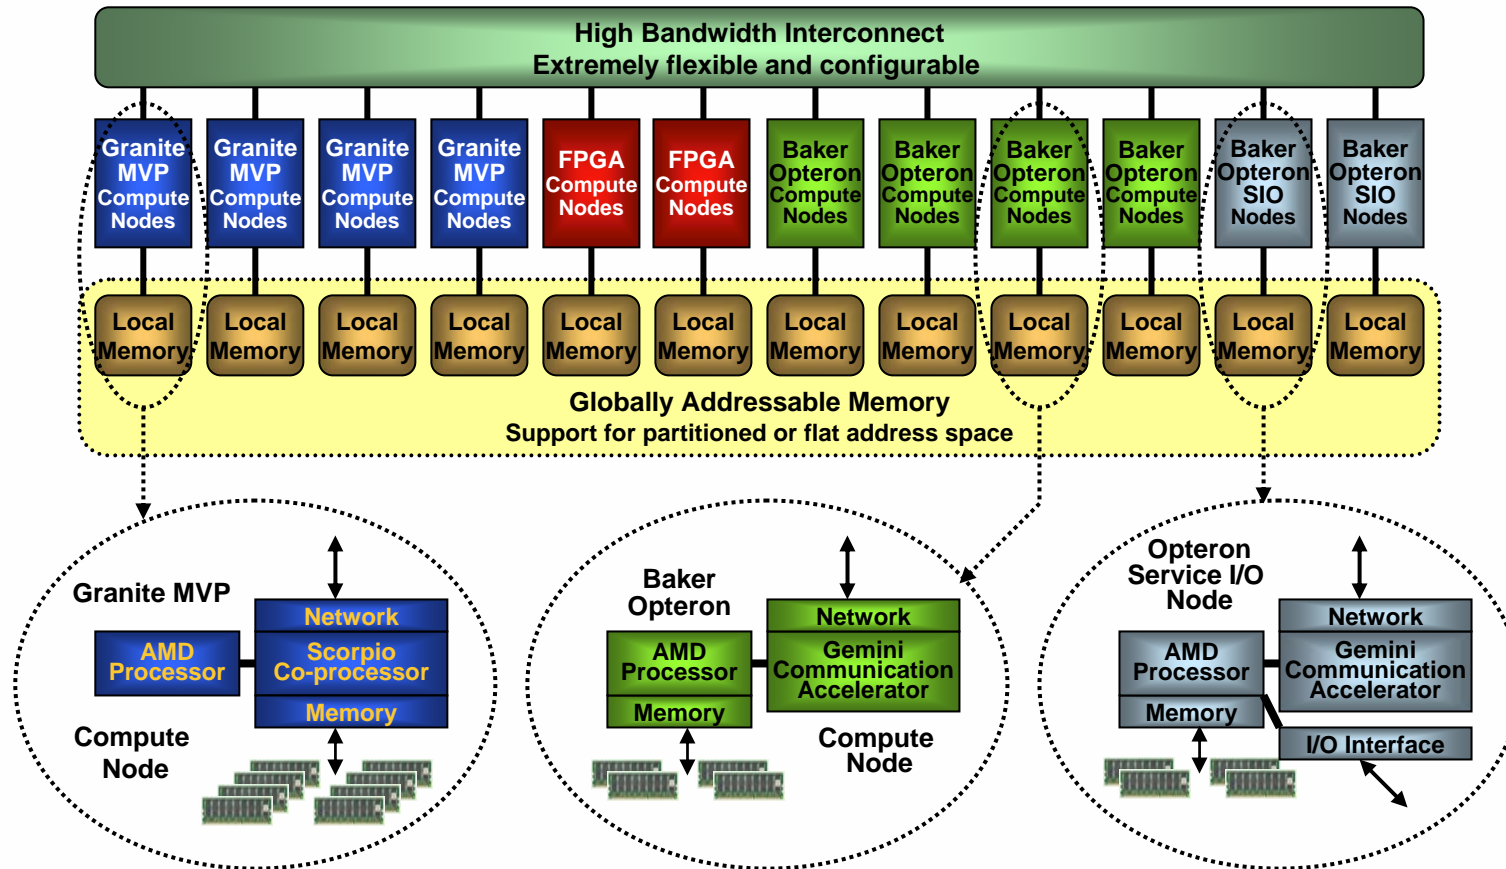 High Bandwidth Interconnect
Extremely flexible and configurable
Granite
MVP
Compute
Nodes
Granite
MVP
Compute
Nodes
Granite
MVP
Compute
Nodes
Granite
MVP
Compute
Nodes
FPGA
Compute
Nodes
FPGA
Compute
Nodes
Baker
Opteron
Compute
Nodes
Baker
Opteron
Compute
Nodes
Baker
Opteron
Compute
Nodes
Baker
Opteron
Compute
Nodes
Baker
Opteron
SIO
Nodes
Baker
Opteron
SIO
Nodes
Local
Memory
Local
Memory
Local
Memory
Local
Memory
Local
Memory
Local
Memory
Local
Memory
Local
Memory
Local
Memory
Local
Memory
Local
Memory
Local
Memory
Globally Addressable Memory
Support for partitioned or flat address space
Granite MVP
Network
AMD
Processor
Scorpio
Co-processor
Memory
Compute
Node
Baker
Opteron
Network
AMD
Processor
Gemini
Communication
Accelerator
Memory
Compute
Node
Opteron
Service I/O
Node
Network
AMD
Processor
Gemini
Communication
Accelerator
Memory
I/O Interface